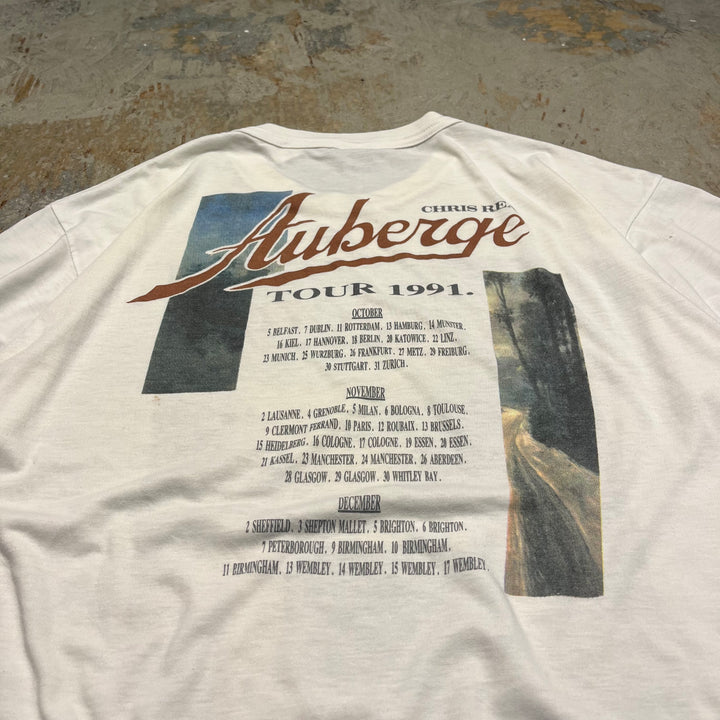 CHRIS REA
Auberge
TOUR 1991.
OCTOBER
5 BELFAST, 7 DUBLIN, 11 ROTTERDAM, 13 HAMBURG, 14 MUNSTER,
16 KIEL, 17 HANNOVER, 18 BERLIN, 20 KATOWICE, 22 LINZ,
23 MUNICH, 25 WURZBURG, 26 FRANKFURT, 27 METZ, 29 FREIBURG,
30 STUTTGART, 31 ZURICH.
NOVEMBER
2 LAUSANNE, 4 GRENOBLE, 5 MILAN, 6 BOLOGNA, 8 TOULOUSE,
9 CLERMONT FERRAND, 10 PARIS, 12 ROUBAIX, 13 BRUSSELS,
15 HEIDELBERG, 16 COLOGNE, 17 COLOGNE, 19 ESSEN, 20 ESSEN,
21 KASSEL, 23 MANCHESTER, 24 MANCHESTER, 26 ABERDEEN,
28 GLASGOW, 29 GLASGOW, 30 WHITLEY BAY.
DECEMBER
2 SHEFFIELD, 3 SHEPTON MALLET, 5 BRIGHTON, 6 BRIGHTON,
7 PETERBOROUGH, 9 BIRMINGHAM, 10 BIRMINGHAM,
11 BIRMINGHAM, 13 WEMBLEY, 14 WEMBLEY, 15 WEMBLEY, 17 WEMBLEY